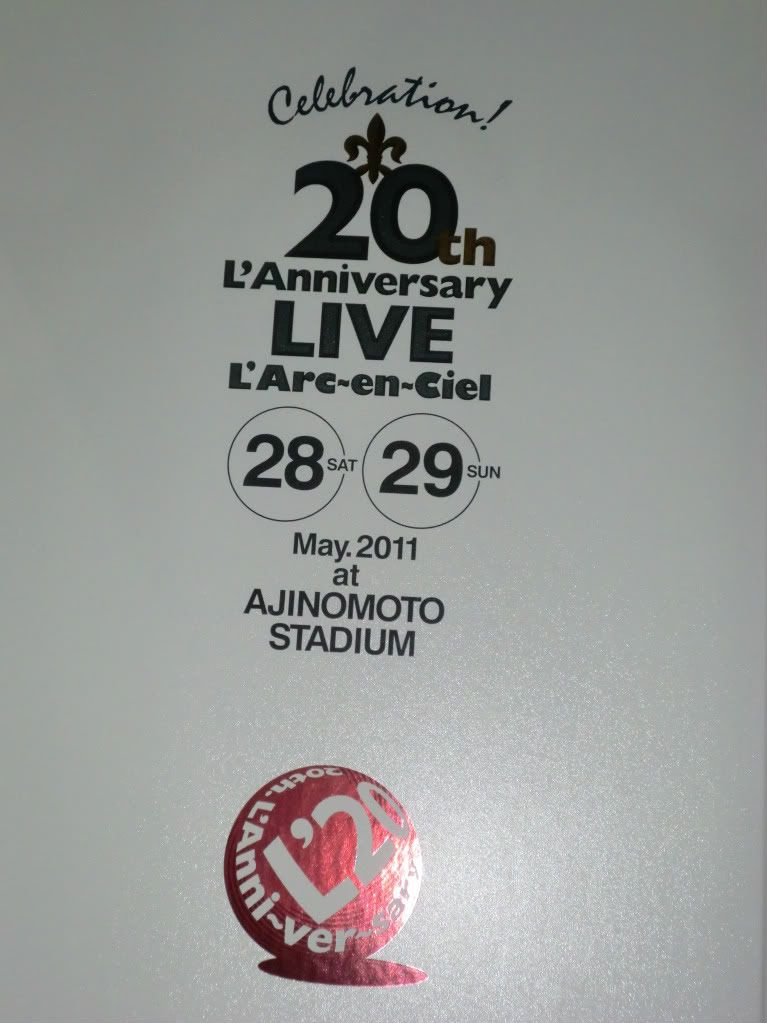 Celebration!
20th
L'Anniversary
LIVE
L'Arc~en~Ciel
28 SAT 29 SUN
May. 2011
at
AJINOMOTO
STADIUM
20th. L'Anni~ver~sary
L'20